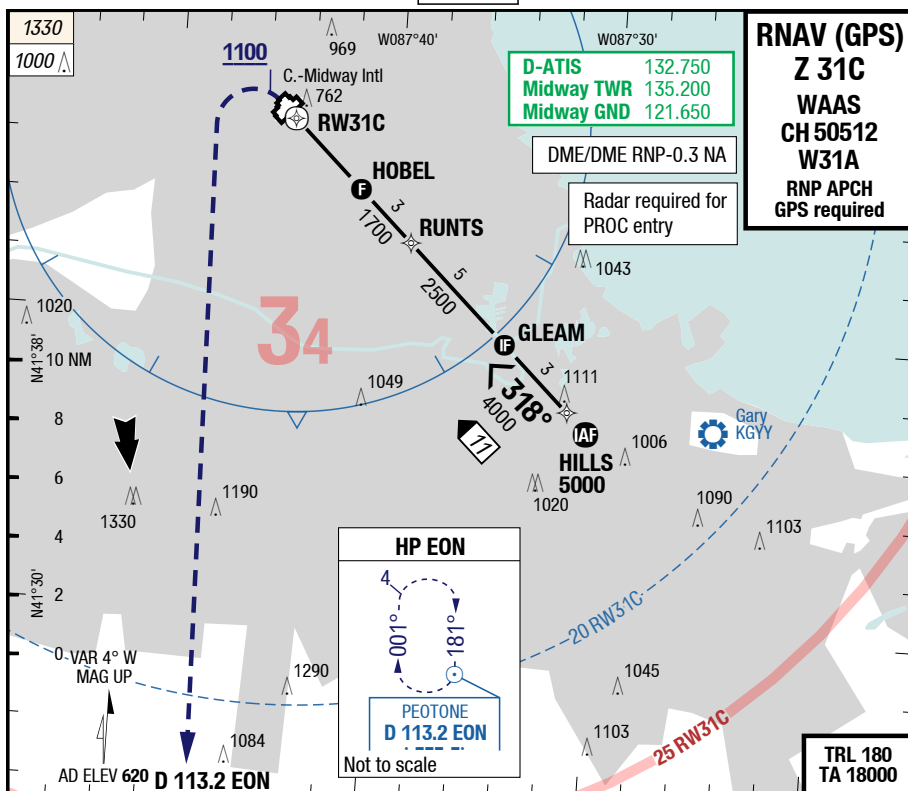 1330
1000
969
W087°40'
W087°30'
RNAV (GPS)
Z 31C
WAAS
CH 50512
W31A
RNP APCH
GPS required
D-ATIS 132.750
Midway TWR 135.200
Midway GND 121.650
DME/DME RNP-0.3 NA
Radar required for
PROC entry
1100
C.-Midway Intl
762
RW31C
F HOBEL
3
1700
RUNTS
5
2500
1043
1020
34
N41°38'
10 NM
IF GLEAM
3
318°
4000
1111
1049
11
IAF
HILLS
5000
Gary
KGYY
1006
8
6
1330
1190
1020
1090
1103
4
N41°30'
2
0
HP EON
4
001°
181°
PEOTONE
D 113.2 EON
Not to scale
20 RW31C
25 RW31C
VAR 4° W
MAG UP
1290
1045
1103
1084
AD ELEV 620
D 113.2 EON
TRL 180
TA 18000